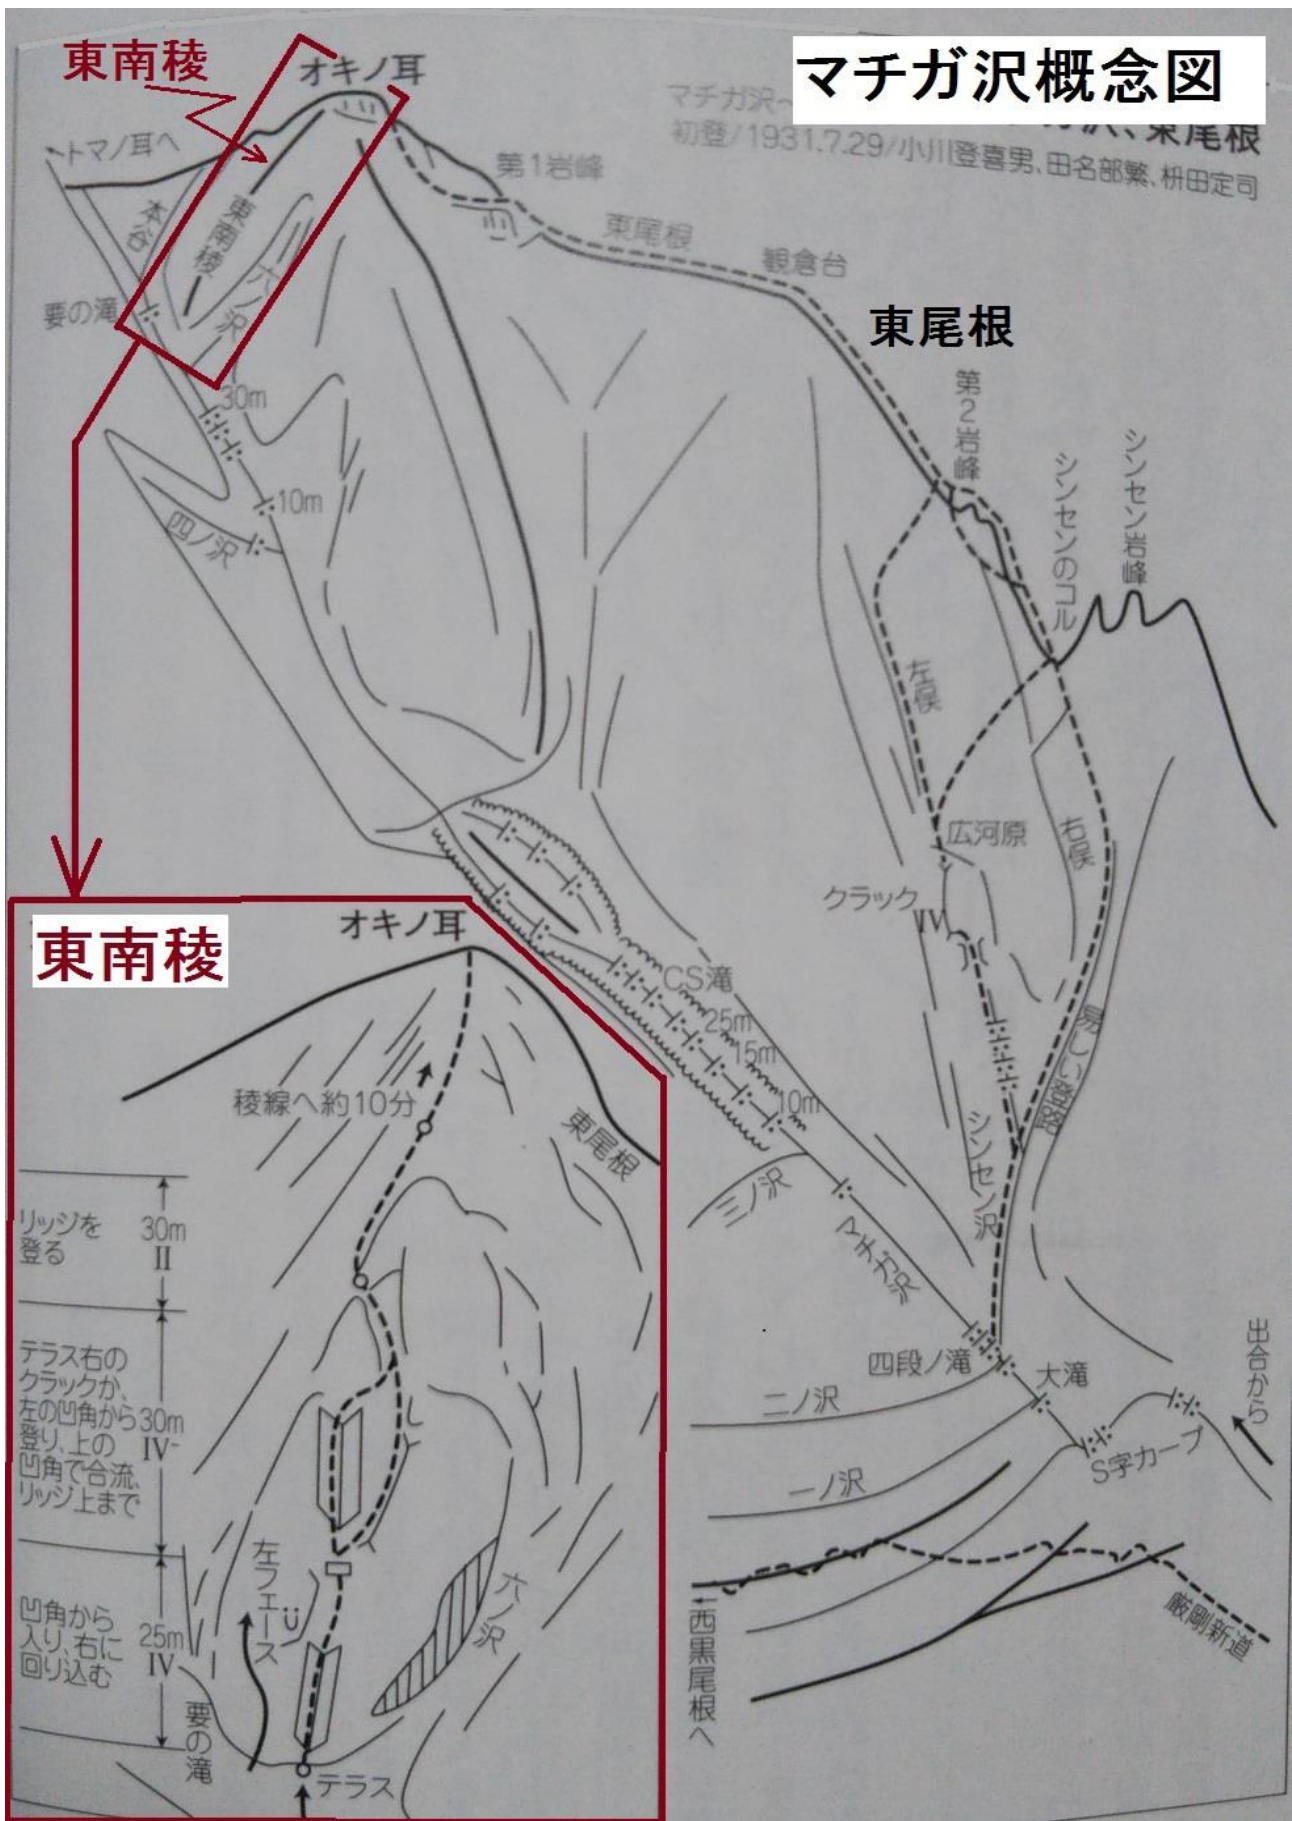 東南稜
オキノ耳
マチガ沢概念図
マチガ沢〜
ガ沢、東尾根
初登/1931.7.29/小川登喜男、田名部繁、枡田定司
←トマノ耳へ
第1岩峰
本谷
東南稜
六ノ沢
東尾根
観倉台
要の滝
東尾根
第2岩峰
シンセンのコル
シンセン岩峰
30m
10m
四ノ沢
左俣
広河原
右俣
クラック
IV
CS滝
25m
15m
10m
易しい草付
シンセン沢
三ノ沢
マチガ沢
四段ノ滝
大滝
出合から
二ノ沢
S字カーブ
一ノ沢
←西黒尾根へ
厳剛新道
東南稜
オキノ耳
稜線へ約10分
東尾根
リッジを
登る
30m
II
テラス右の
クラックか、
左の凹角から
登り、上の
凹角で合流、
リッジ上まで
30m
IV-
左フェース
六ノ沢
凹角から
入り、右に
回り込む
25m
IV
要の滝
テラス